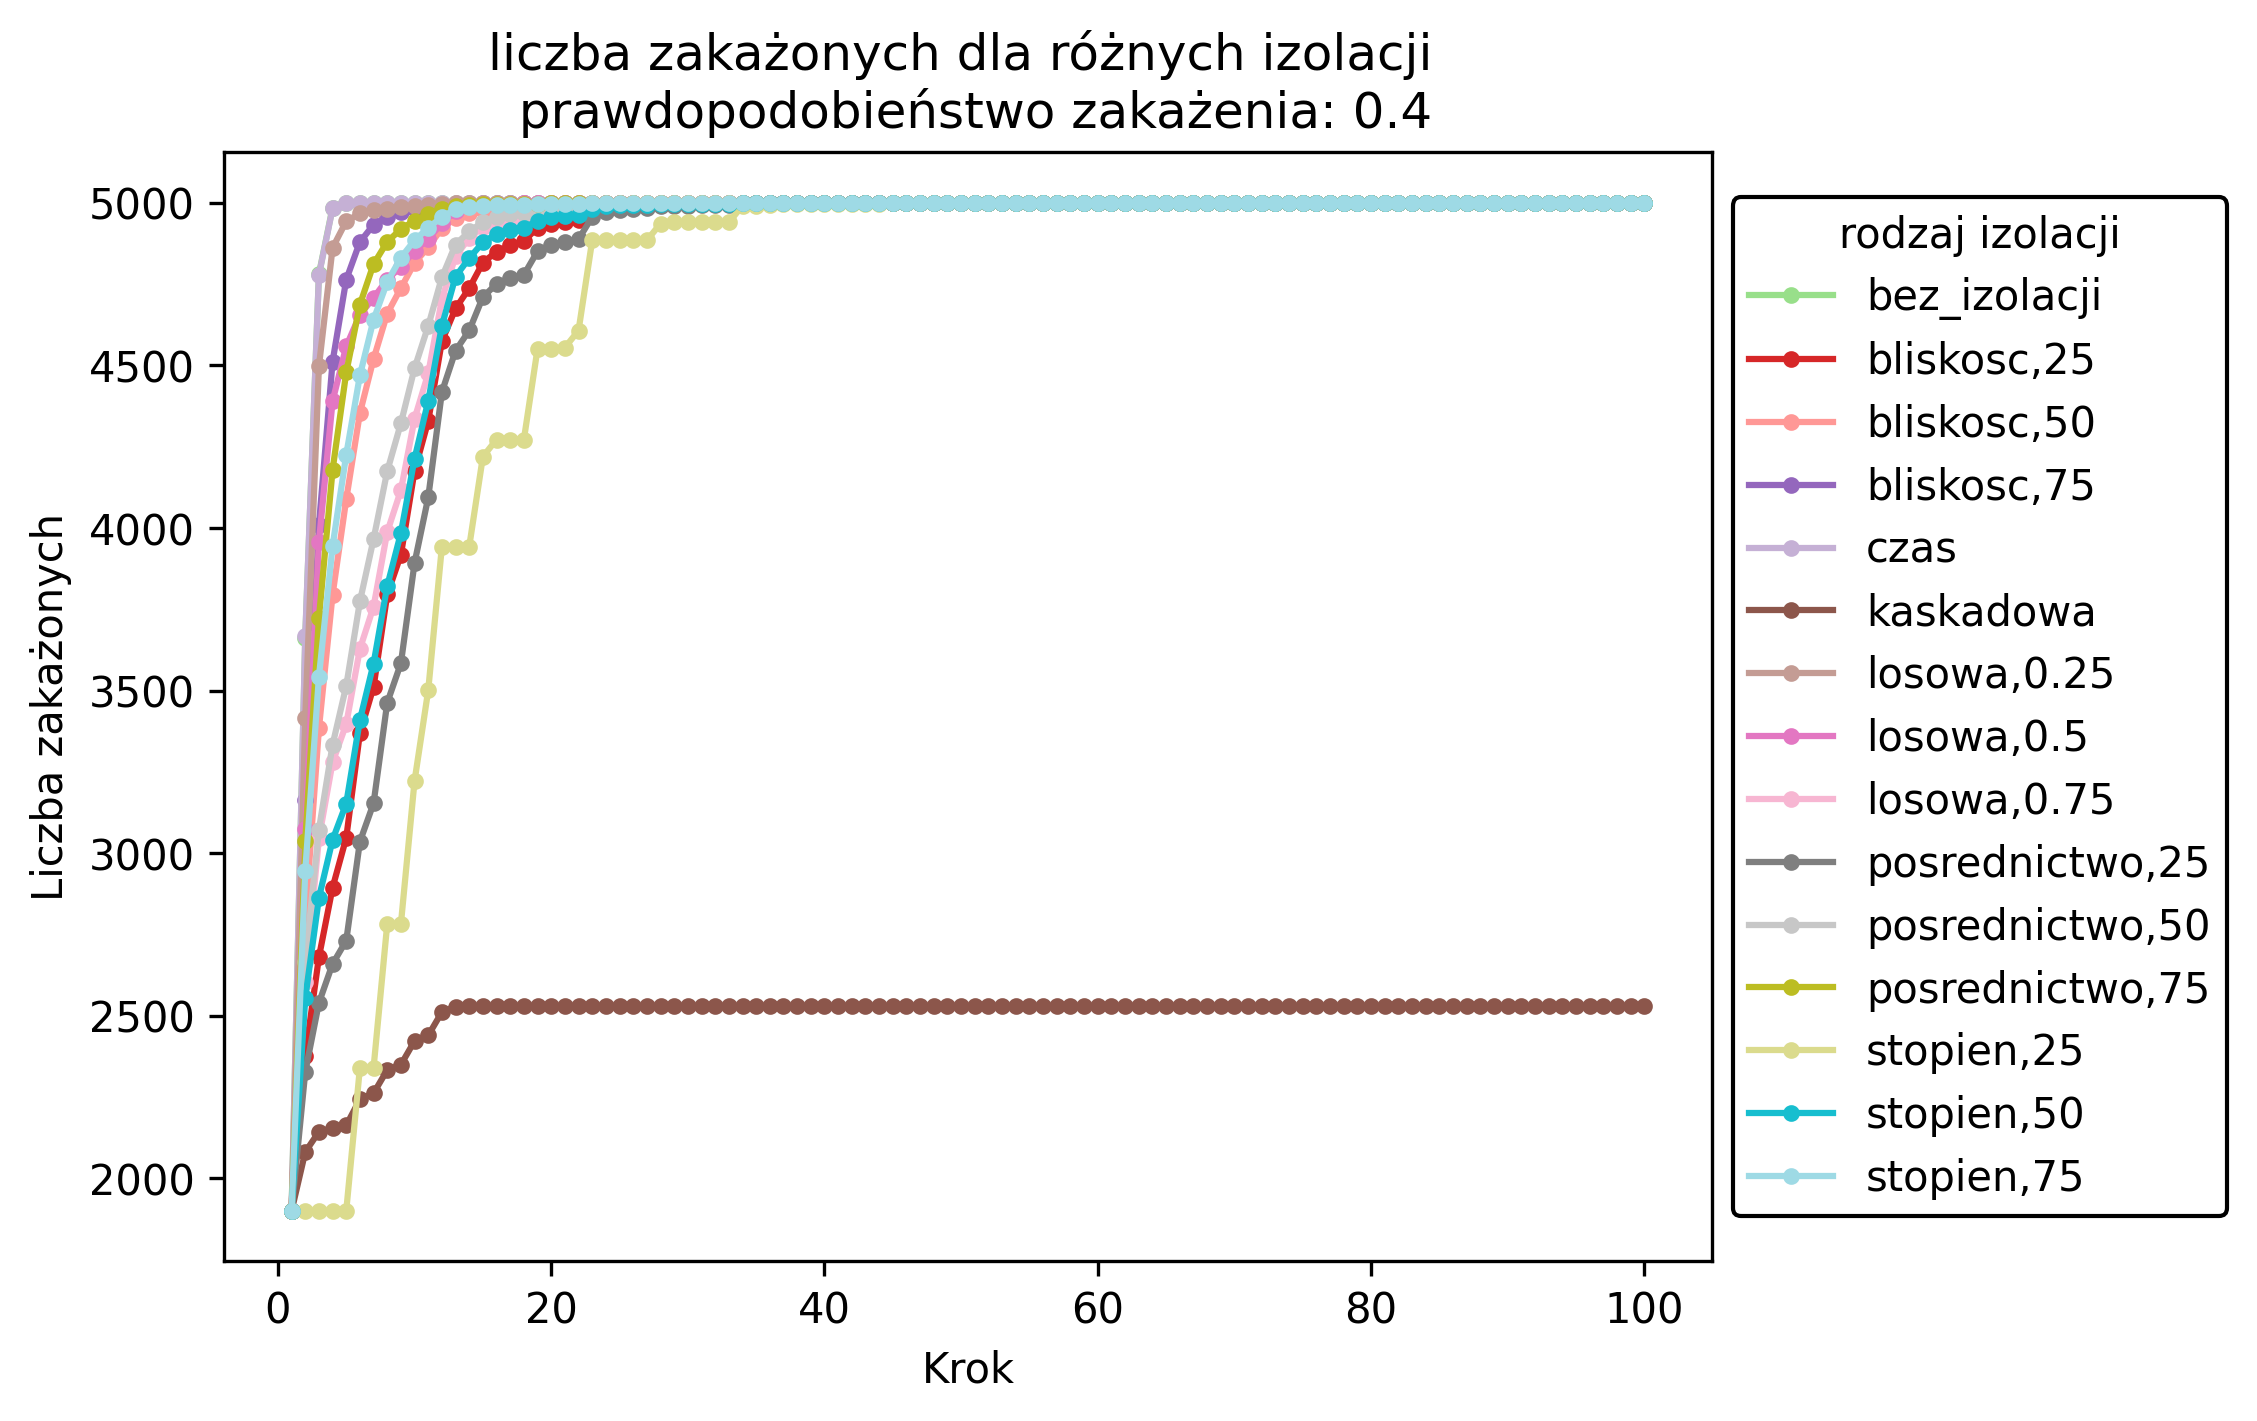 liczba zakażonych dla różnych izolacji
prawdopodobieństwo zakażenia: 0.4
Liczba zakażonych
5000
4500
4000
3500
3000
2500
2000
0
20
40
60
80
100
Krok
rodzaj izolacji
bez_izolacji
bliskosc,25
bliskosc,50
bliskosc,75
czas
kaskadowa
losowa,0.25
losowa,0.5
losowa,0.75
posrednictwo,25
posrednictwo,50
posrednictwo,75
stopien,25
stopien,50
stopien,75